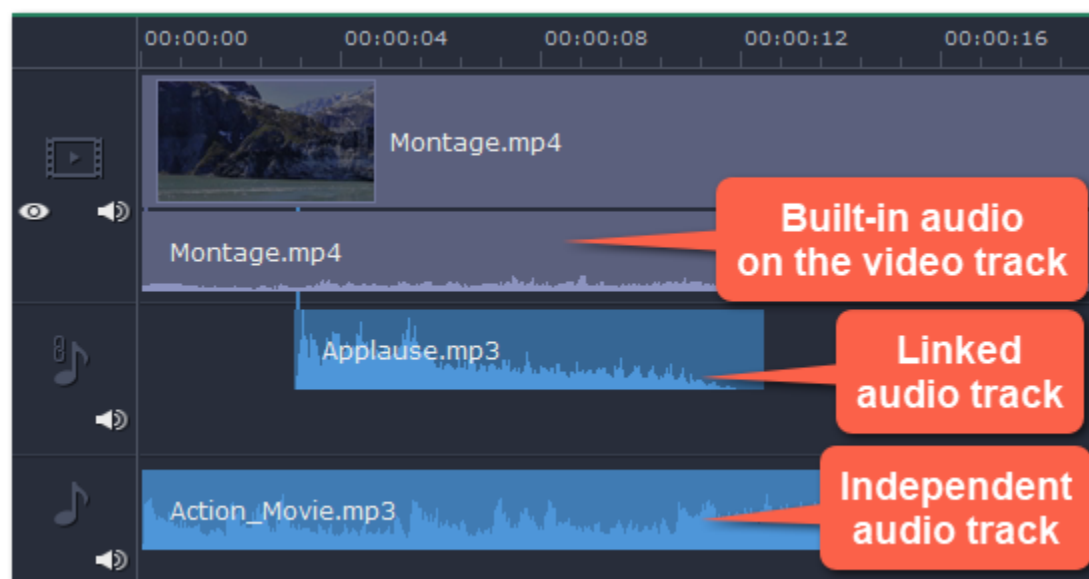 00:00:00 00:00:04 00:00:08 00:00:12 00:00:16
Montage.mp4
Built-in audio
on the video track
Montage.mp4
Applause.mp3
Linked
audio track
Action_Movie.mp3
Independent
audio track